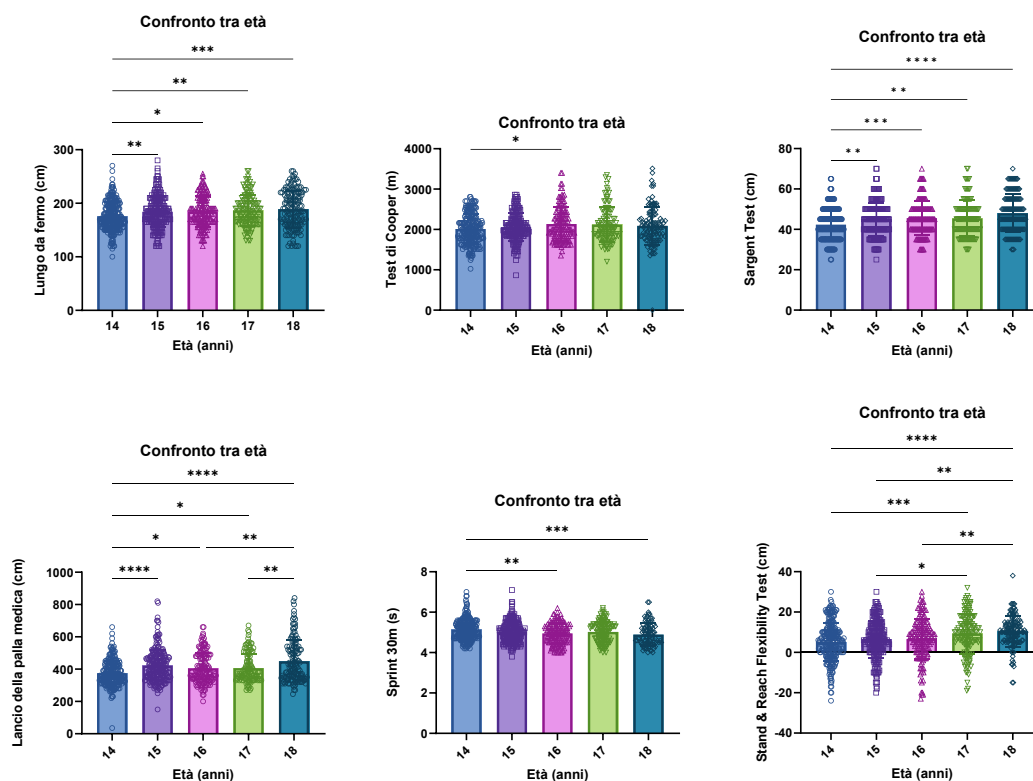 Confronto tra età
***
**
*
**
300
200
100
0
14 15 16 17 18
Lungo da fermo (cm)
Età (anni)
Confronto tra età
*
4000
3000
2000
1000
0
14 15 16 17 18
Test di Cooper (m)
Età (anni)
Confronto tra età
****
**
***
**
80
60
40
20
0
14 15 16 17 18
Sargent Test (cm)
Età (anni)
Confronto tra età
****
*
* **
**** **
1000
800
600
400
200
0
14 15 16 17 18
Lancio della palla medica (cm)
Età (anni)
Confronto tra età
***
**
8
6
4
2
0
14 15 16 17 18
Sprint 30m (s)
Età (anni)
Confronto tra età
****
**
***
**
*
40
20
0
-20
-40
14 15 16 17 18
Stand & Reach Flexibility Test (cm)
Età (anni)